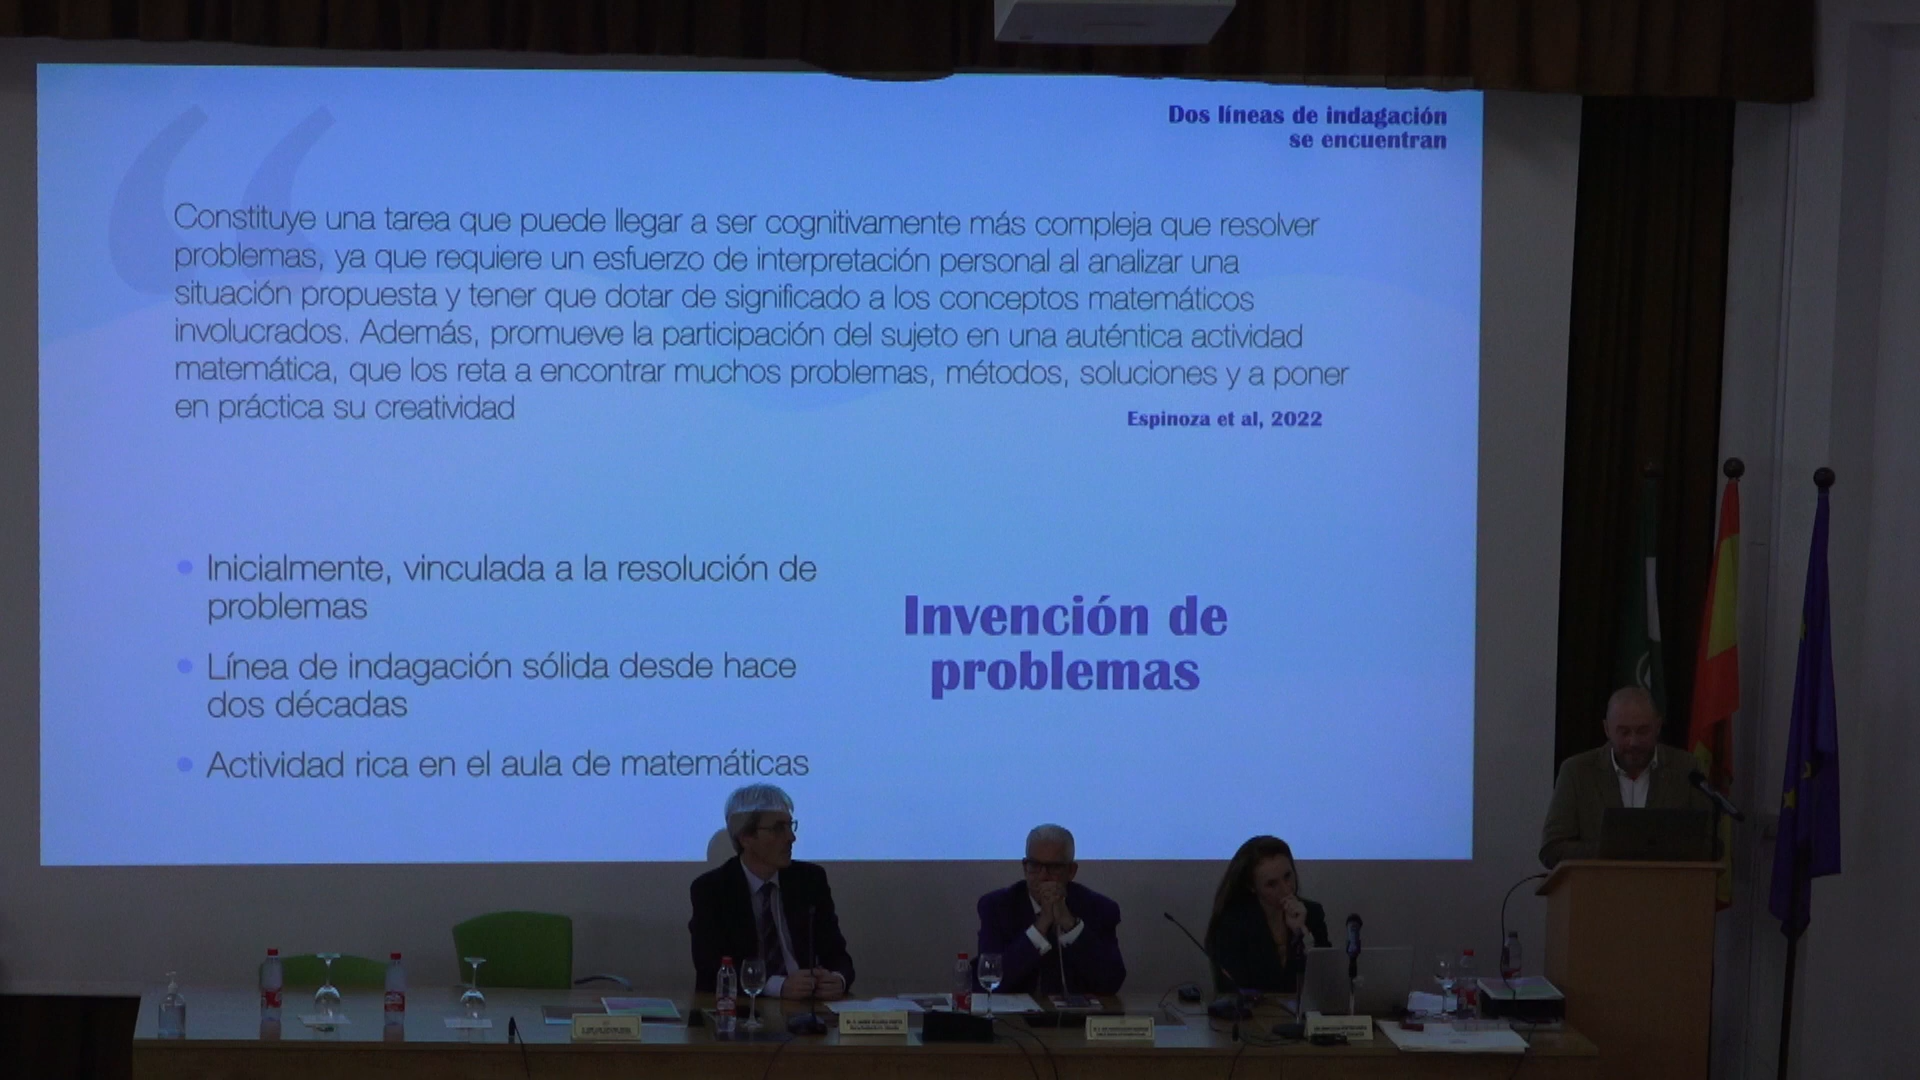 Dos líneas de indagación
se encuentran
Constituye una tarea que puede llegar a ser cognitivamente más compleja que resolver
problemas, ya que requiere un esfuerzo de interpretación personal al analizar una
situación propuesta y tener que dotar de significado a los conceptos matemáticos
involucrados. Además, promueve la participación del sujeto en una auténtica actividad
matemática, que los reta a encontrar muchos problemas, métodos, soluciones y a poner
en práctica su creatividad
Espinoza et al, 2022
Inicialmente, vinculada a la resolución de
problemas
Línea de indagación sólida desde hace
dos décadas
Actividad rica en el aula de matemáticas
Invención de
problemas